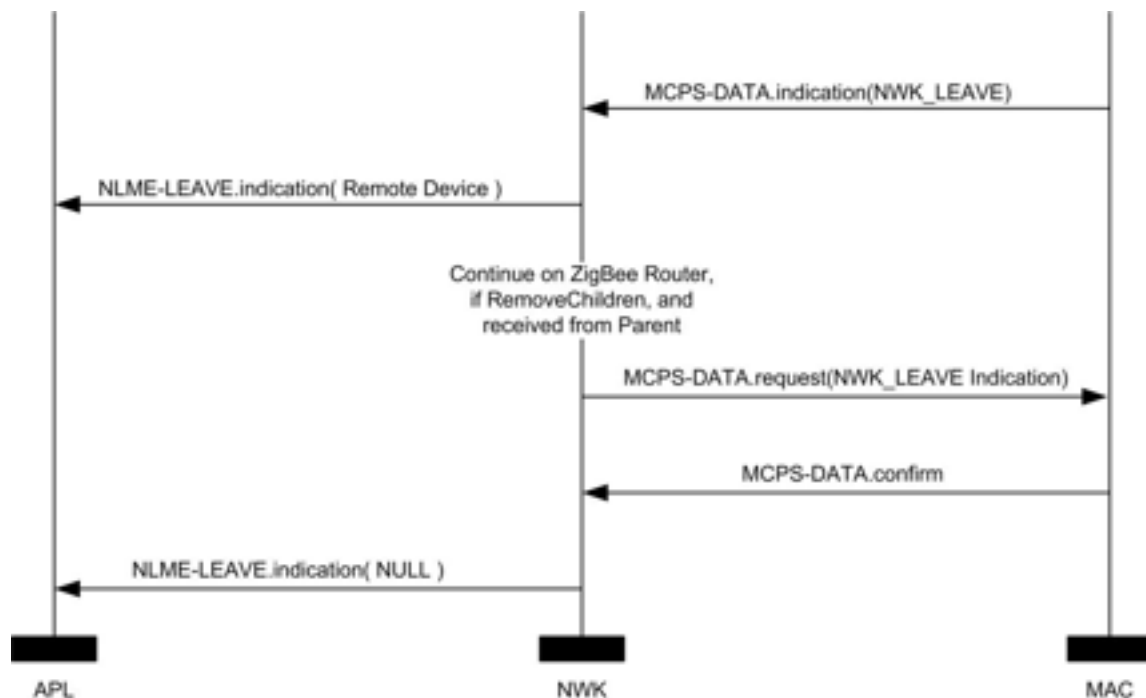 MCPS-DATA.indication(NWK_LEAVE)
NLME-LEAVE.indication( Remote Device )
Continue on ZigBee Router,
if RemoveChildren, and
received from Parent
MCPS-DATA.request(NWK_LEAVE Indication)
MCPS-DATA.confirm
NLME-LEAVE.indication( NULL )
APL
NWK
MAC